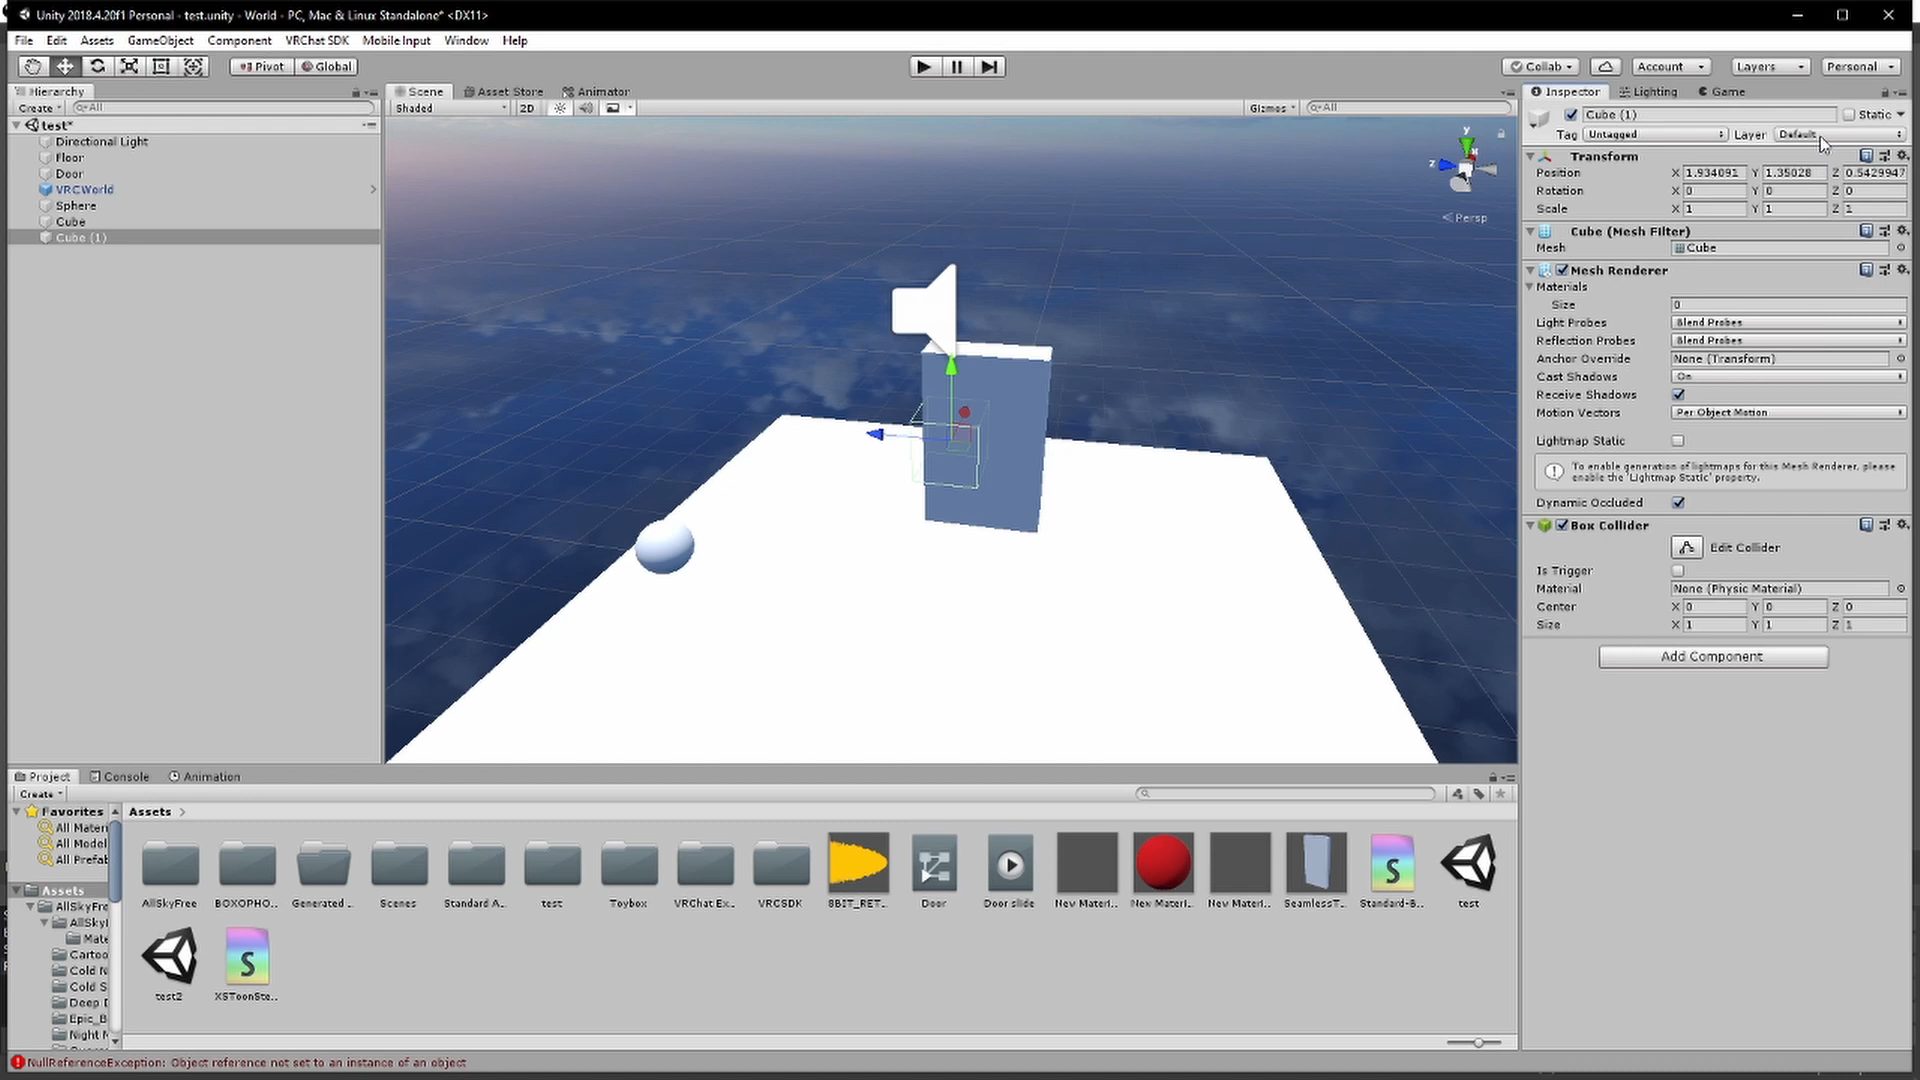 Unity 2018.4.20f1 Personal - test.unity - World - PC, Mac & Linux Standalone* <DX11>
File Edit Assets GameObject Component VRChat SDK Mobile Input Window Help
Pivot Global Collab Account Layers Personal
Hierarchy
Create All
test*
Directional Light
Floor
Door
VRCWorld
Sphere
Cube
Cube (1)
Scene Asset Store Animator
Shaded 2D Gizmos All
y
z x
Persp
Inspector Lighting Game
Cube (1) Static
Tag Untagged Layer Default
Transform
Position X 1.934091 Y 1.35028 Z 0.5429947
Rotation X 0 Y 0 Z 0
Scale X 1 Y 1 Z 1
Cube (Mesh Filter)
Mesh Cube
Mesh Renderer
Materials
Size 0
Light Probes Blend Probes
Reflection Probes Blend Probes
Anchor Override None (Transform)
Cast Shadows On
Receive Shadows
Motion Vectors Per Object Motion
Lightmap Static
To enable generation of lightmaps for this Mesh Renderer, please
enable the 'Lightmap Static' property.
Dynamic Occluded
Box Collider
Edit Collider
Is Trigger
Material None (Physic Material)
Center X 0 Y 0 Z 0
Size X 1 Y 1 Z 1
Add Component
Project Console Animation
Create
Favorites
All Mater
All Model
All Prefab
Assets
AllSkyFre
AllSkyl
Mate
Cartoo
Cold N
Cold S
Deep D
Epic_B
Night M
Assets
AllSkyFree BOXOPHO... Generated ... Scenes Standard A... test Toybox VRChat Ex... VRCSDK 8BIT_RET... Door Door slide New Materi... New Materi... New Materi... SeamlessT... Standard-B... test
test2 XSToonSte...
NullReferenceException: Object reference not set to an instance of an object